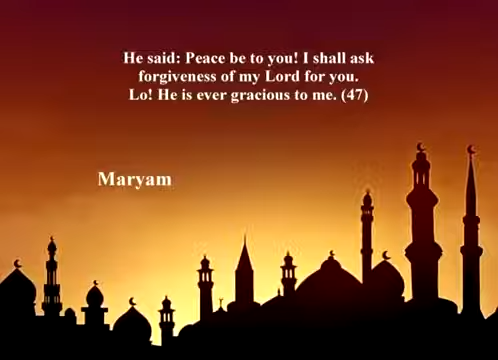 He said: Peace be to you! I shall ask
forgiveness of my Lord for you.
Lo! He is ever gracious to me. (47)
Maryam